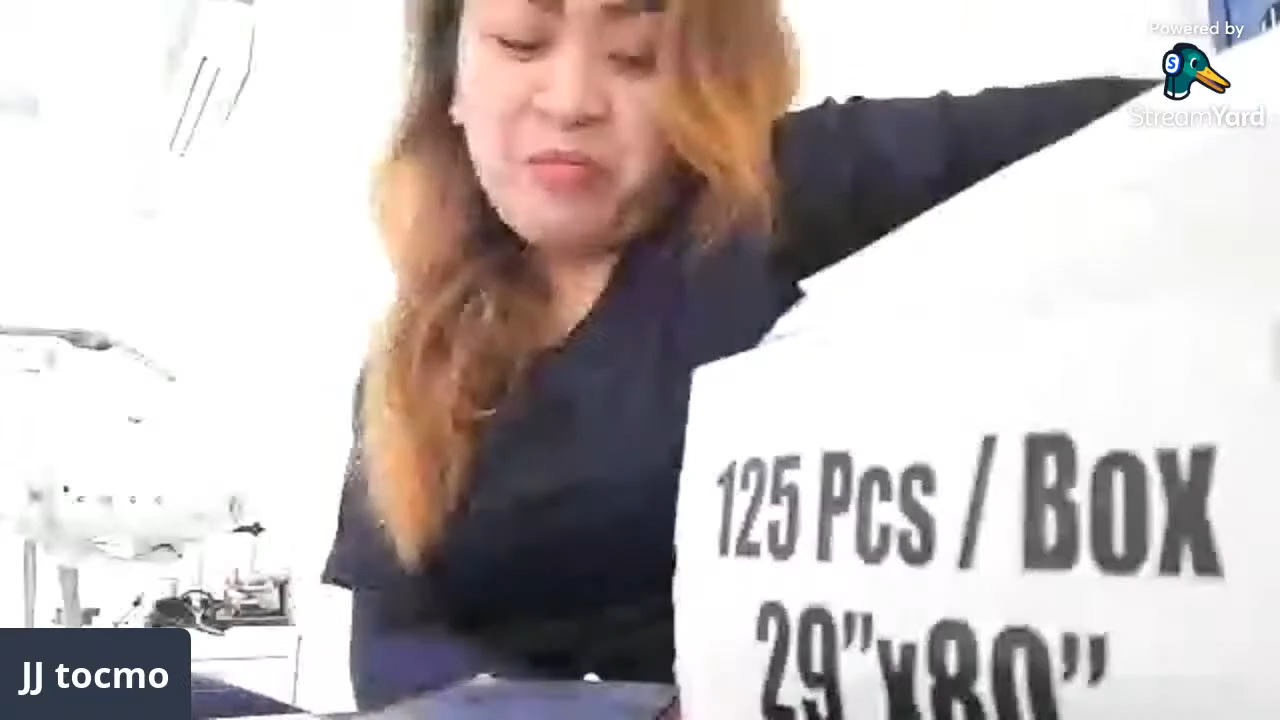 Powered by
S
StreamYard
125 Pcs / Box
29”x80”
JJ tocmo